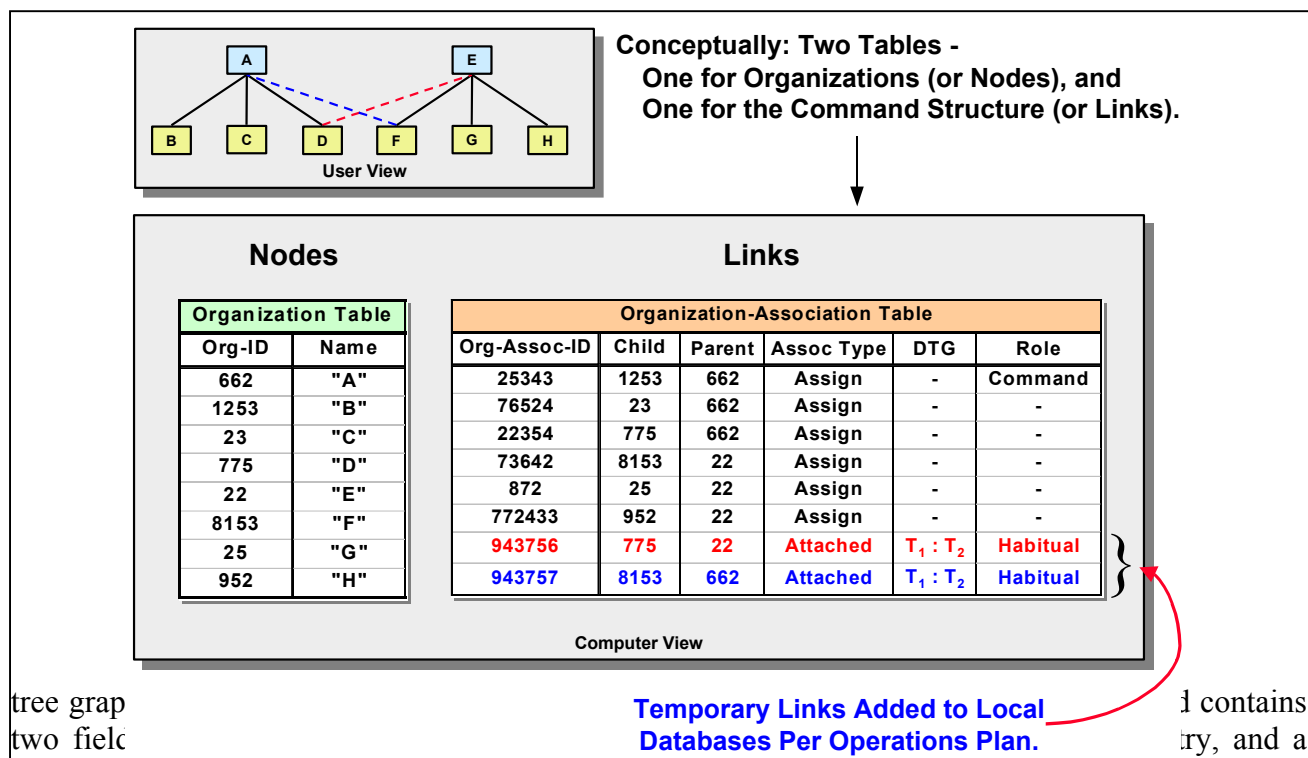 A E
B C D F G H
User View
Conceptually: Two Tables -
One for Organizations (or Nodes), and
One for the Command Structure (or Links).
Nodes
Organization Table
Org-ID Name
662 "A"
1253 "B"
23 "C"
775 "D"
22 "E"
8153 "F"
25 "G"
952 "H"
Links
Organization-Association Table
Org-Assoc-ID Child Parent Assoc Type DTG Role
25343 1253 662 Assign - Command
76524 23 662 Assign - -
22354 775 662 Assign - -
73642 8153 22 Assign - -
872 25 22 Assign - -
772433 952 22 Assign - -
943756 775 22 Attached T₁ : T₂ Habitual
943757 8153 662 Attached T₁ : T₂ Habitual
Computer View
Temporary Links Added to Local
Databases Per Operations Plan.
tree contains
two and a